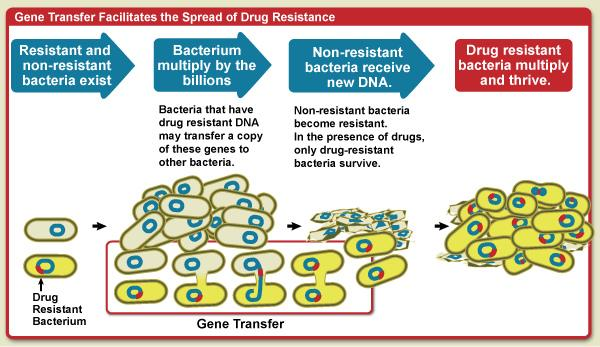 Gene Transfer Facilitates the Spread of Drug Resistance
Resistant and
non-resistant
bacteria exist
Bacterium
multiply by the
billions
Non-resistant
bacteria receive
new DNA.
Drug resistant
bacteria multiply
and thrive.
Bacteria that have
drug resistant DNA
may transfer a copy
of these genes to
other bacteria.
Non-resistant bacteria
become resistant.
In the presence of drugs,
only drug-resistant
bacteria survive.
Drug
Resistant
Bacterium
Gene Transfer